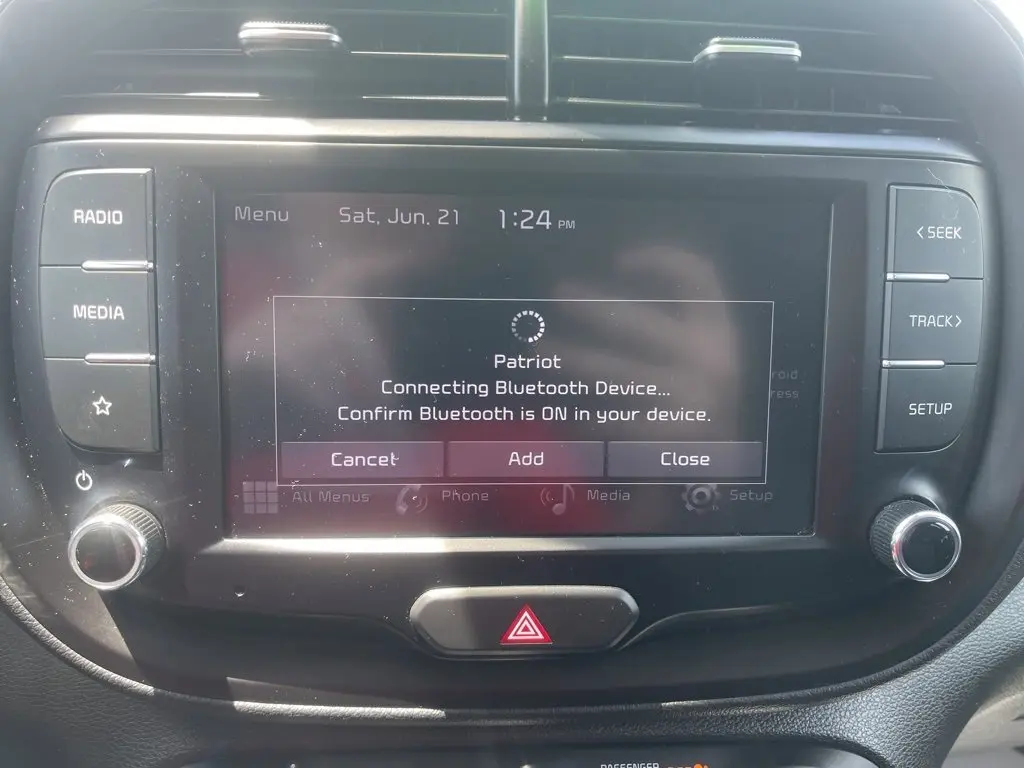 RADIO
MEDIA
Menu Sat, Jun. 21 1:24 PM
Patriot
Connecting Bluetooth Device...
Confirm Bluetooth is ON in your device.
Cancel Add Close
All Menus Phone Media Setup
< SEEK
TRACK >
SETUP
PASSENGER